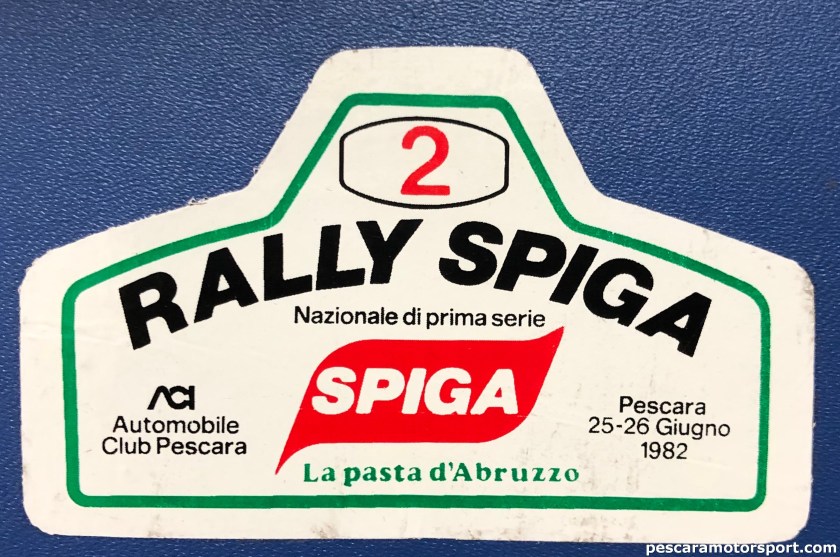 2
RALLY SPIGA
Nazionale di prima serie
SPIGA
ACI
Automobile
Club Pescara
Pescara
25-26 Giugno
1982
La pasta d'Abruzzo
pescaramotorsport.com